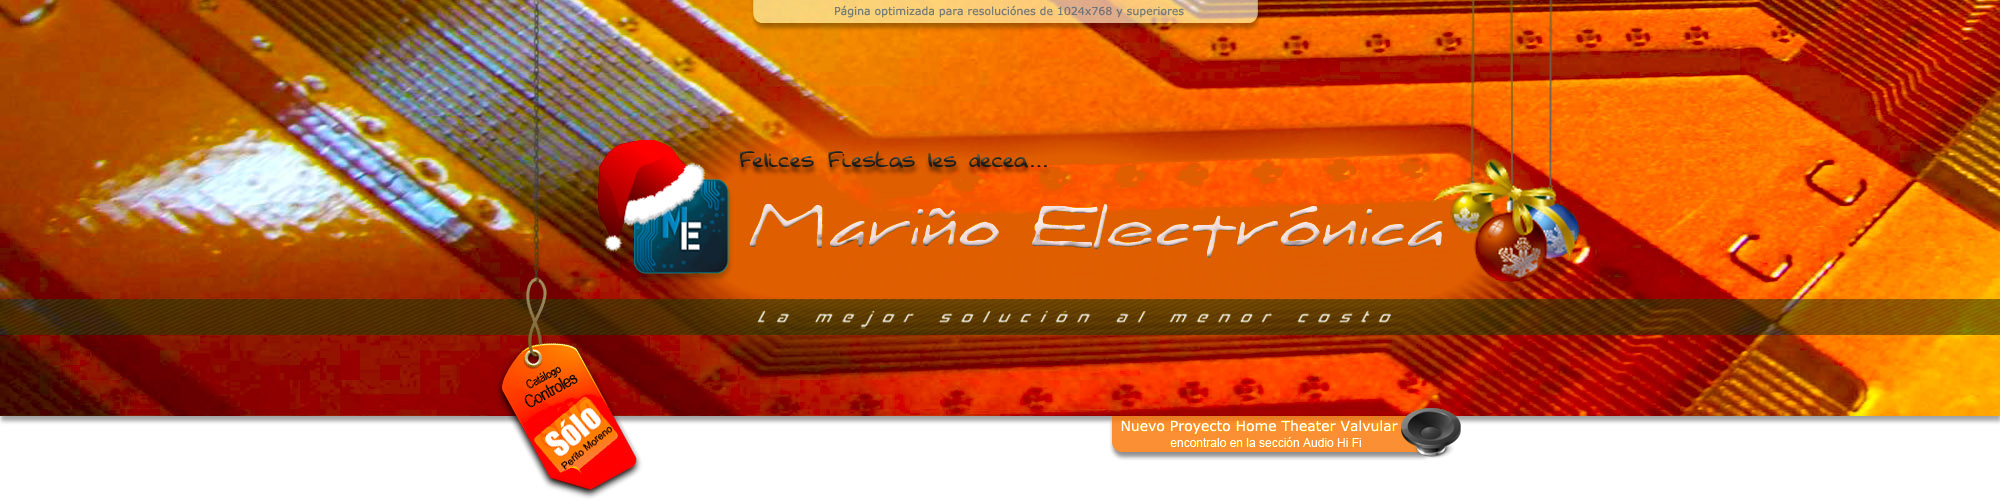 Página optimizada para resoluciónes de 1024x768 y superiores
Felices Fiestas les decea...
ME
Mariño Electrónica
La mejor solución al menor costo
Catálogo
Controles
Sólo
Perito Moreno
Nuevo Proyecto Home Theater Valvular
encontralo en la sección Audio Hi Fi